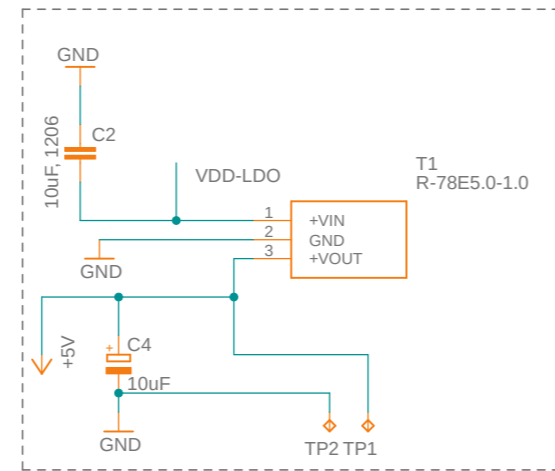 GND
C2
10uF, 1206
VDD-LDO
T1
R-78E5.0-1.0
1
+VIN
2
GND
3
+VOUT
GND
+5V
+
C4
10uF
GND
TP2
TP1